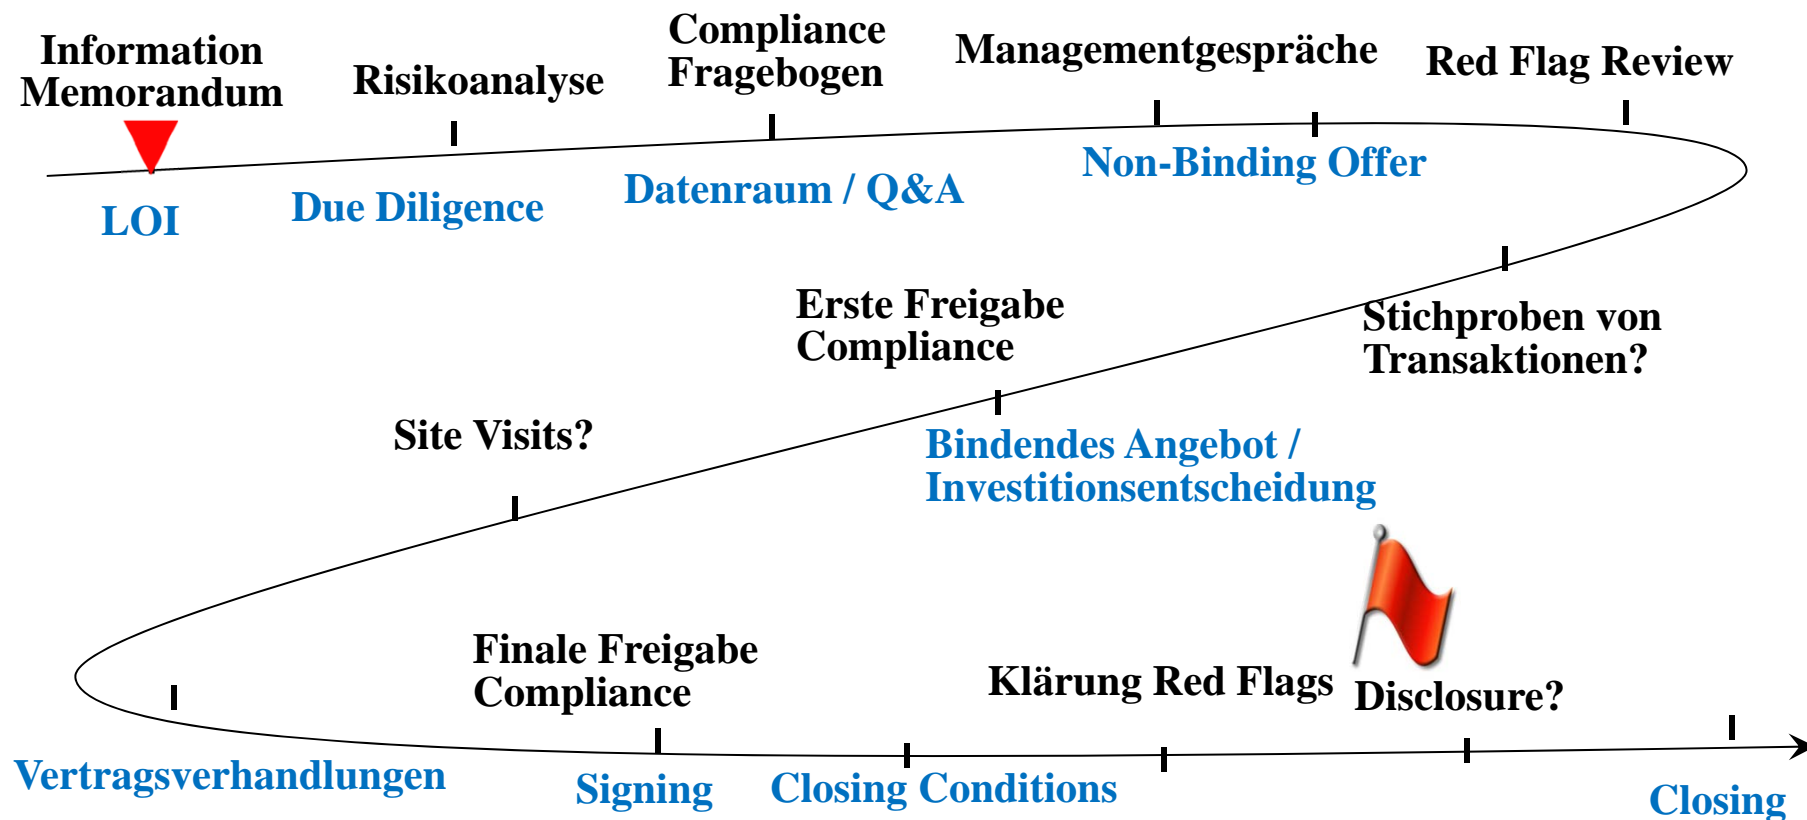 Information
Memorandum
Risikoanalyse
Compliance
Fragebogen
Managementgespräche
Red Flag Review
LOI
Due Diligence
Datenraum / Q&A
Non-Binding Offer
Stichproben von
Transaktionen?
Erste Freigabe
Compliance
Bindendes Angebot /
Investitionsentscheidung
Site Visits?
Vertragsverhandlungen
Finale Freigabe
Compliance
Signing
Closing Conditions
Klärung Red Flags
Disclosure?
Closing